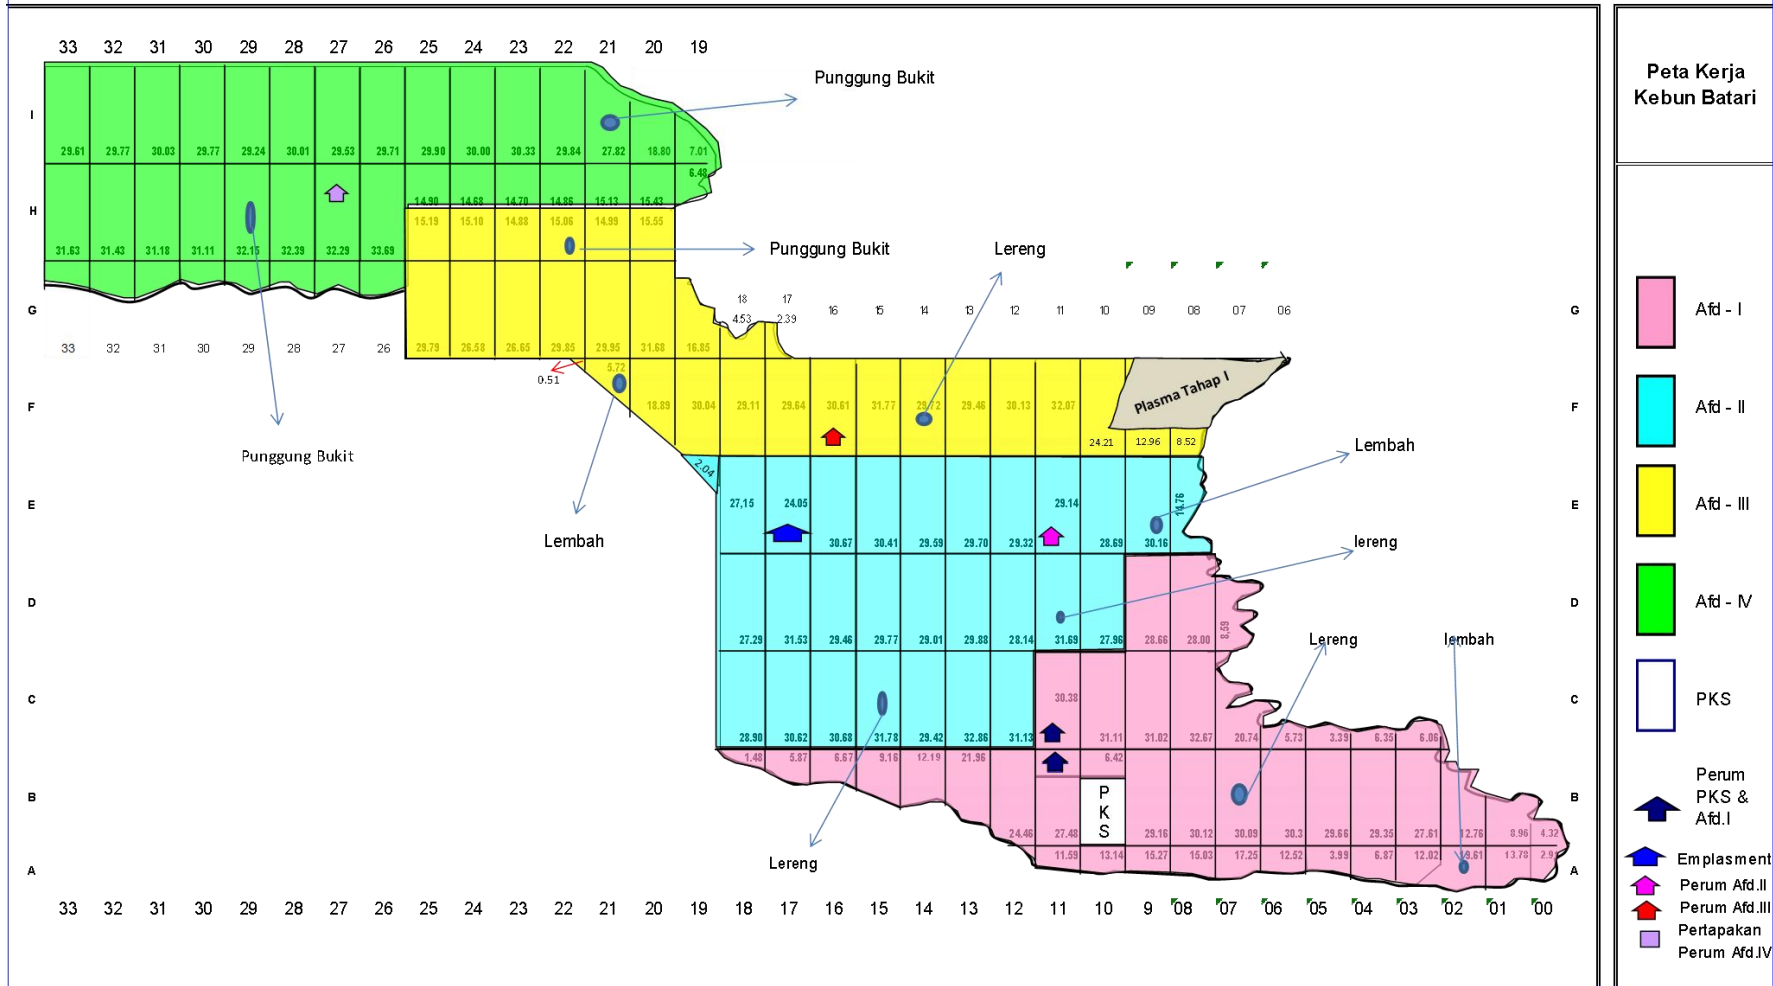 33 32 31 30 29 28 27 26 25 24 23 22 21 20 19
Punggung Bukit
I
29.61 29.77 30.03 29.77 29.24 30.01 29.53 29.71 29.90 30.00 30.33 29.84 27.82 18.80 7.01
6.48
H
14.90 14.68 14.70 14.86 15.13 15.43
15.19 15.10 14.88 15.06 14.99 15.55
31.63 31.43 31.18 31.11 32.15 32.39 32.29 33.69
Punggung Bukit
Lereng
G
18 17 16 15 14 13 12 11 10 09 08 07 06
G
4.53 2.39
33 32 31 30 29 28 27 26
29.79 26.58 26.65 29.85 29.95 31.68 16.85
0.51
5.72
Plasma Tahap I
F
18.89 30.04 29.11 29.64 30.61 31.77 29.72 29.46 30.13 32.07
F
24.21 12.96 8.52
Punggung Bukit
Lembah
2.04
E
27,15 24.05 29.14 14.76
E
Lembah
30.67 30.41 29.59 29.70 29.32 28.69 30.16
lereng
D
D
27.29 31.53 29.46 29.77 29.01 29.88 28.14 31.69 27.96 28.66 28.00 8,59
Lereng
lembah
C
30.38
C
28.90 30.62 30.68 31.78 29.42 32.86 31.13 31.11 31.02 32.67 20.74 5.73 3.39 6.35 6.06
1.48 5.87 6.67 9.16 12.19 21.96 6.42
B
P
K
S
B
24.46 27.48 29.16 30.12 30.09 30.3 29.66 29.35 27.61 12.76 8.96 4.32
Lereng
A
11.59 13.14 15.27 15.03 17.25 12.52 3.99 6.87 12.02 13.78
A
33 32 31 30 29 28 27 26 25 24 23 22 21 20 19 18 17 16 15 14 13 12 11 10 9 08 07 06 05 04 03 02 01 00
Peta Kerja
Kebun Batari
Afd - I
Afd - II
Afd - III
Afd - IV
PKS
Perum
PKS &
Afd.I
Emplasment
Perum Afd.II
Perum Afd.III
Pertapakan
Perum Afd.IV